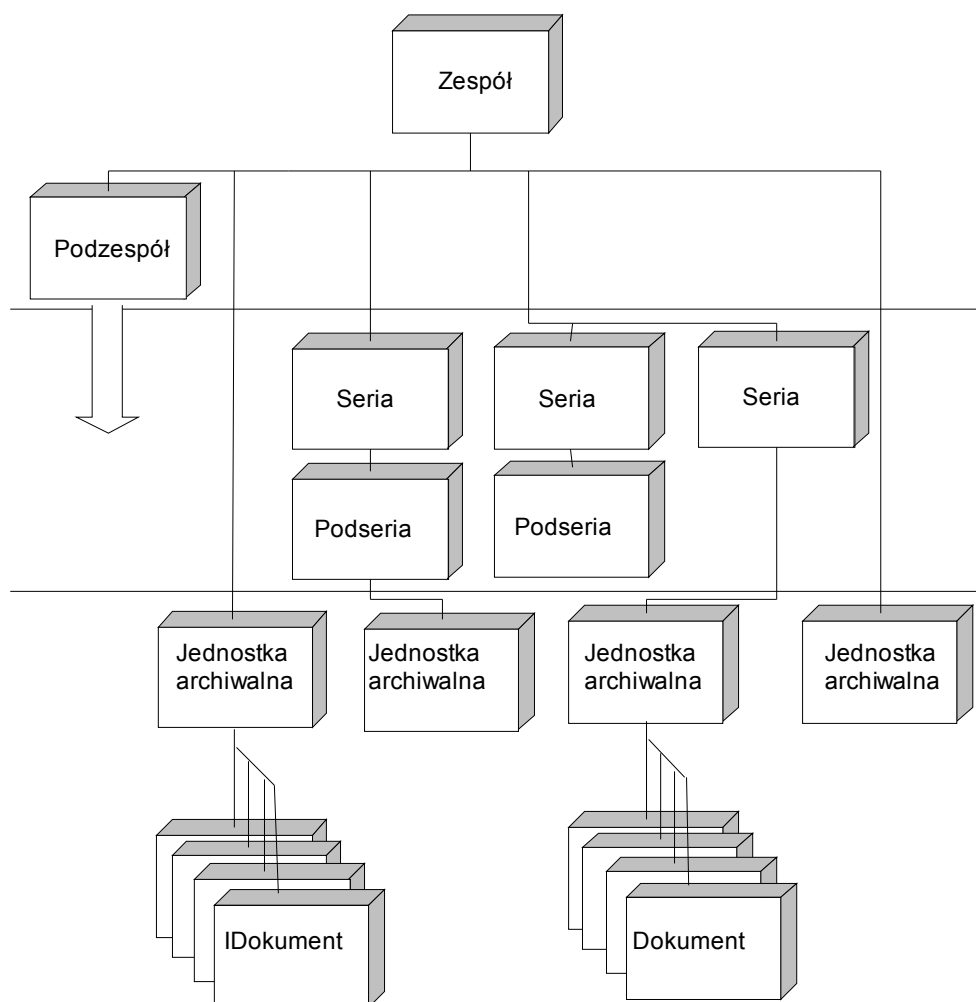 Zespół
Podzespół
Seria
Seria
Seria
Podseria
Podseria
Jednostka
archiwalna
Jednostka
archiwalna
Jednostka
archiwalna
Jednostka
archiwalna
IDokument
Dokument